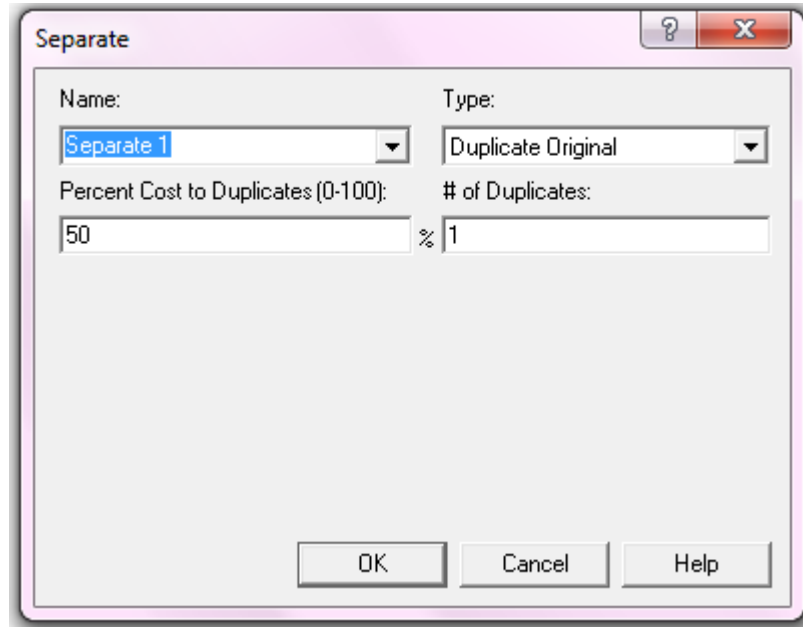 Separate
Name: Type:
Separate 1 Duplicate Original
Percent Cost to Duplicates (0-100): # of Duplicates:
50 % 1
OK Cancel Help